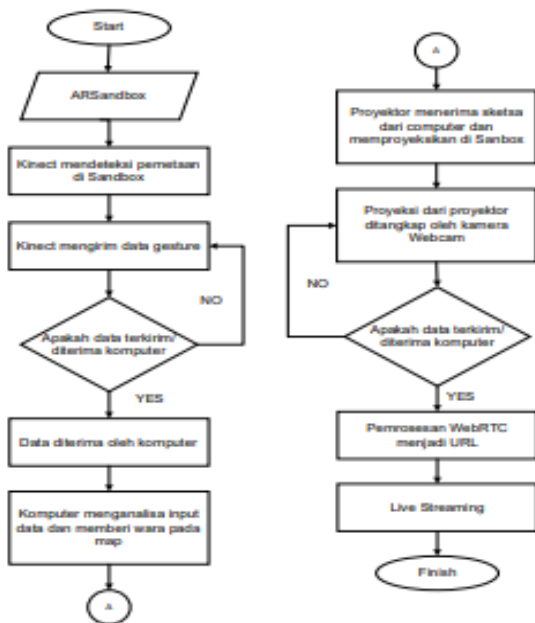 Start
ARSandbox
Kinect mendeteksi pemetaan
di Sandbox
Kinect mengirim data gesture
NO
Apakah data terkirim/
diterima komputer
YES
Data diterima oleh komputer
Komputer menganalisa input
data dan memberi wara pada
map
A
A
Proyektor menerima sketsa
dari computer dan
memproyeksikan di Sanbox
Proyeksi dari proyektor
ditangkap oleh kamera
Webcam
NO
Apakah data terkirim/
diterima komputer
YES
Pemrosesan WebRTC
menjadi URL
Live Streaming
Finish